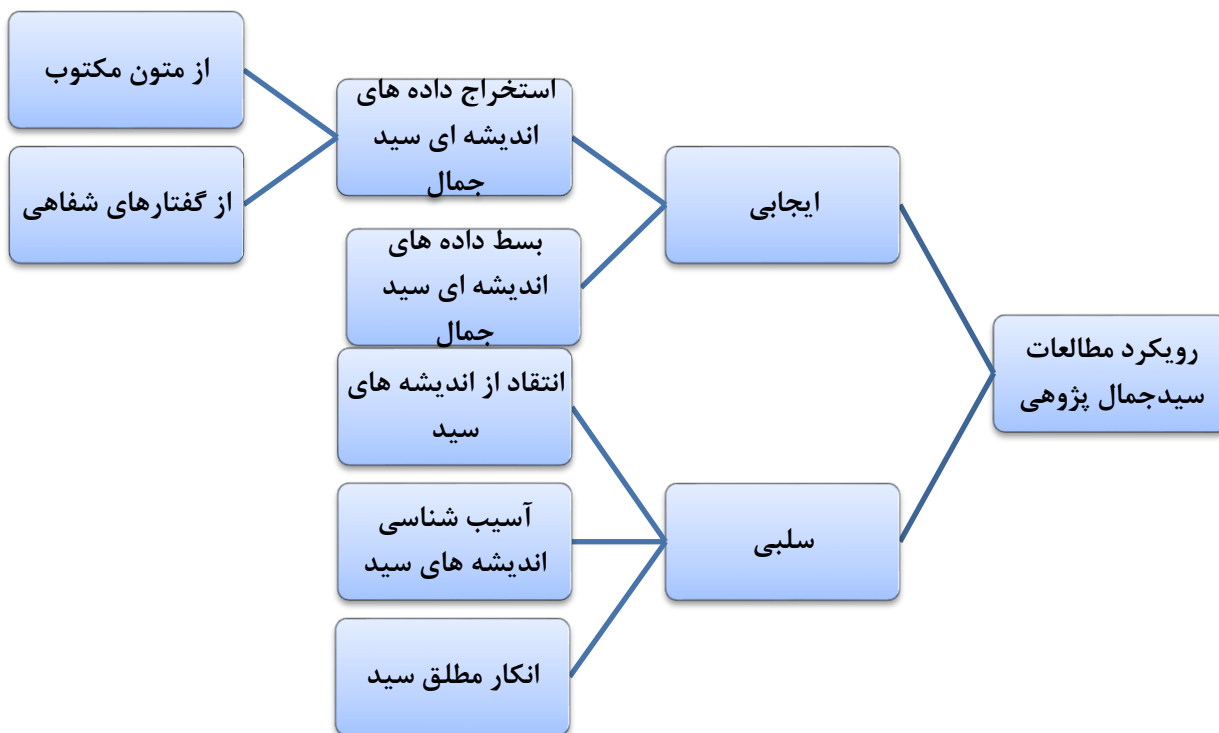 رویکرد مطالعات
سیدجمال پژوهی
ایجابی
استخراج داده های
اندیشه ای سید
جمال
از متون مکتوب
از گفتارهای شفاهی
بسط داده های
اندیشه ای سید
جمال
سلبی
انتقاد از اندیشه های
سید
آسیب شناسی
اندیشه های سید
انکار مطلق سید